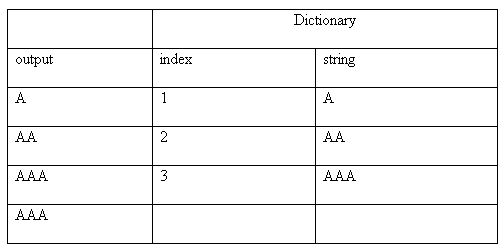 Dictionary
output index string
A 1 A
AA 2 AA
AAA 3 AAA
AAA